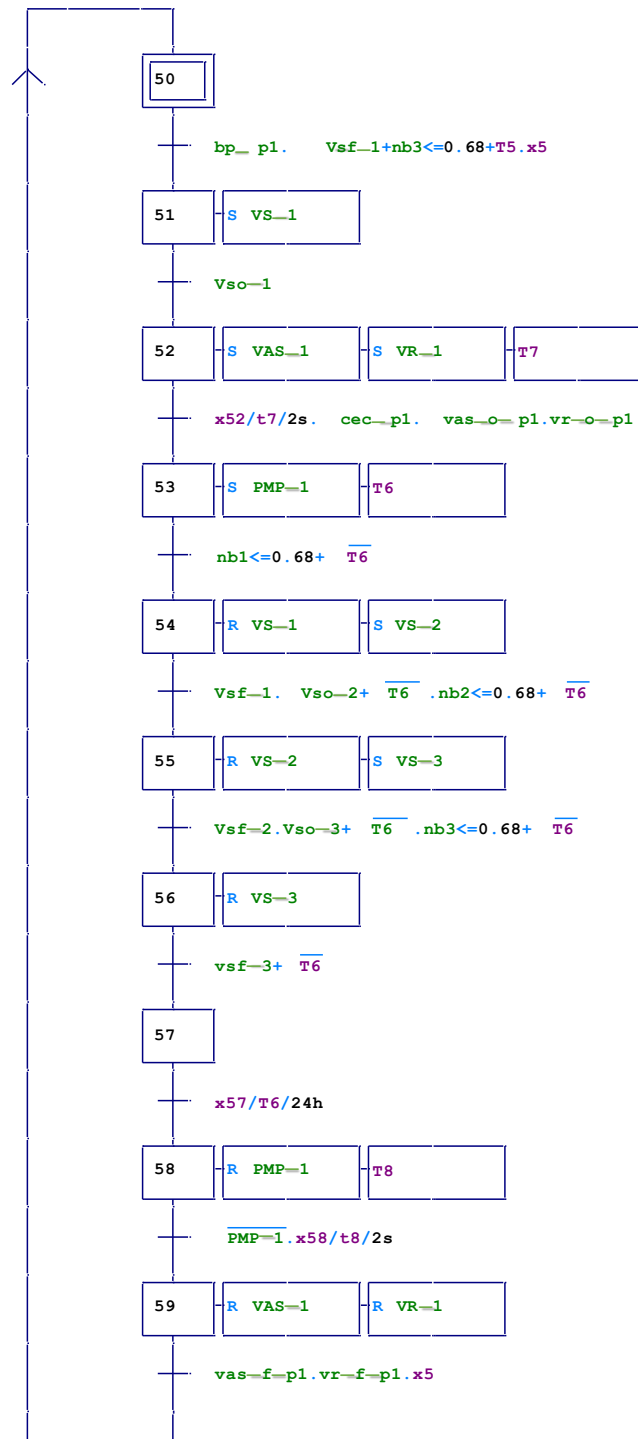 50
bp_ p1. Vsf_1+nb3<=0.68+T5.x5
51 S VS_1
Vso_1
52 S VAS_1 S VR_1 T7
x52/t7/2s. cec_p1. vas_o_p1.vr_o_p1
53 S PMP_1 T6
nb1<=0.68+ T6
54 R VS_1 S VS_2
Vsf_1. Vso_2+ T6 .nb2<=0.68+ T6
55 R VS_2 S VS_3
Vsf_2.Vso_3+ T6 .nb3<=0.68+ T6
56 R VS_3
vsf_3+ T6
57
x57/T6/24h
58 R PMP_1 T8
PMP_1.x58/t8/2s
59 R VAS_1 R VR_1
vas_f_p1.vr_f_p1.x5